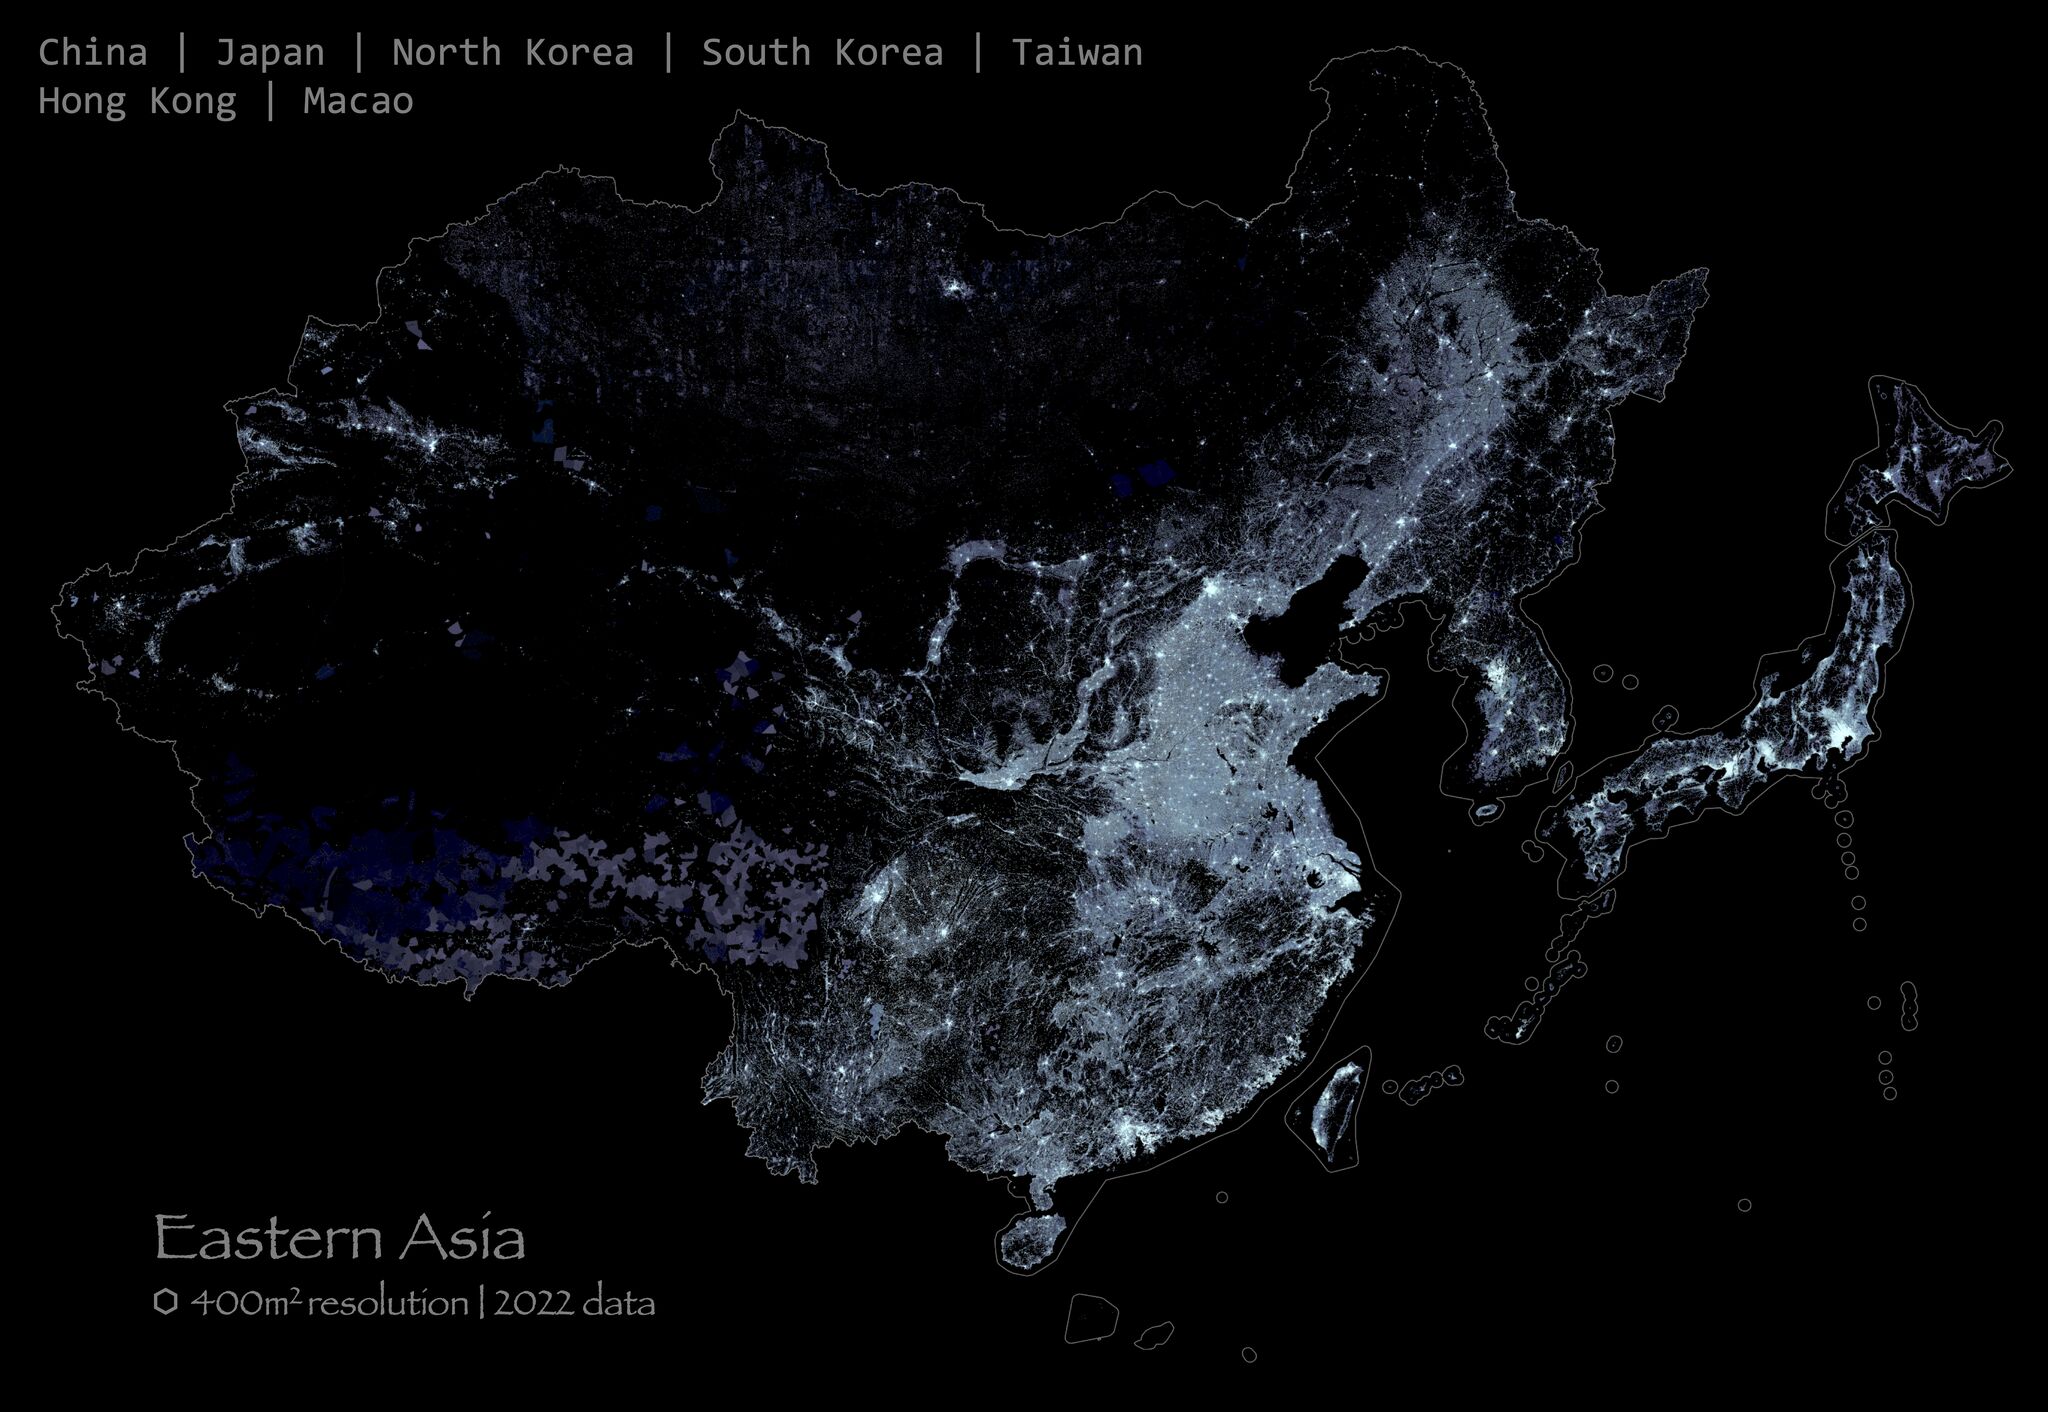 China | Japan | North Korea | South Korea | Taiwan
Hong Kong | Macao
Eastern Asia
400m² resolution | 2022 data